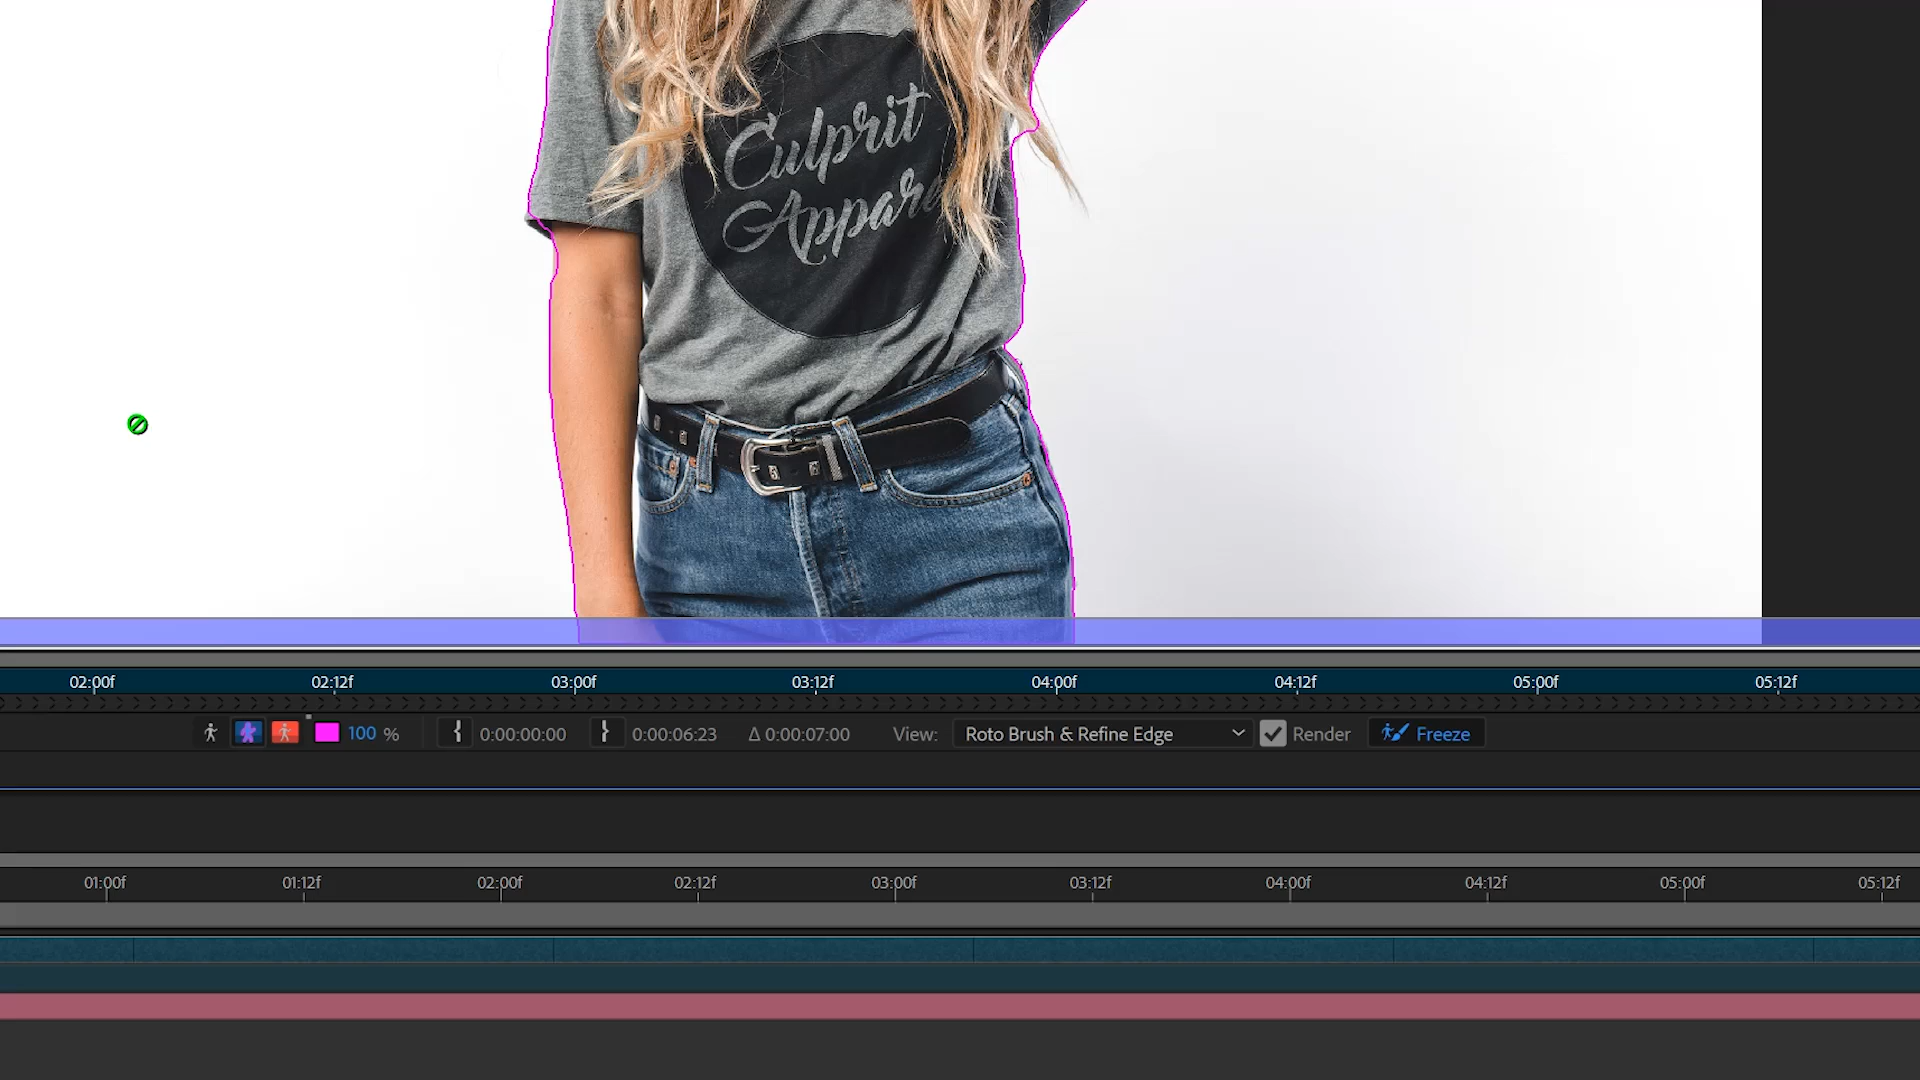 Culprit
Appare
02:00f 02:12f 03:00f 03:12f 04:00f 04:12f 05:00f 05:12f
100 % 0:00:00:00 0:00:06:23 Δ 0:00:07:00 View: Roto Brush & Refine Edge Render Freeze
01:00f 01:12f 02:00f 02:12f 03:00f 03:12f 04:00f 04:12f 05:00f 05:12f